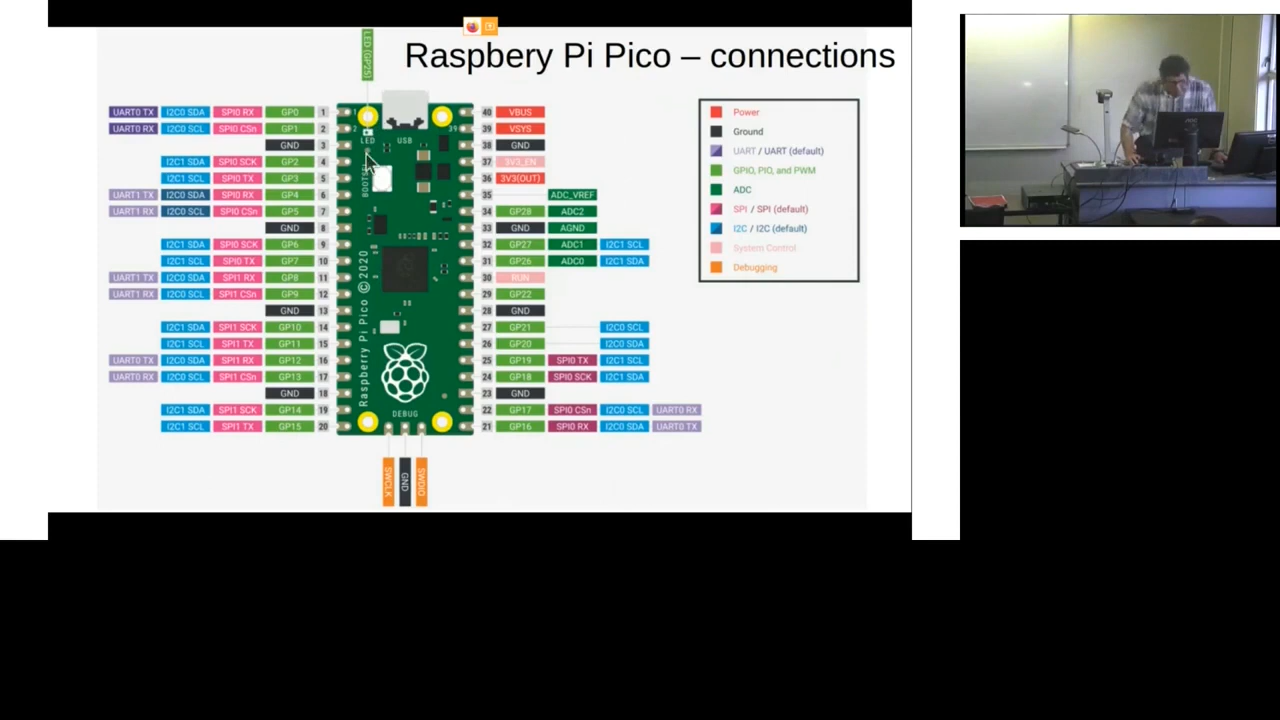 Raspbery Pi Pico – connections
LED (GP25)
UART0 TX I2C0 SDA SPI0 RX GP0 1 40 VBUS
UART0 RX I2C0 SCL SPI0 CSn GP1 2 39 VSYS
GND 3 38 GND
I2C1 SDA SPI0 SCK GP2 4 37 3V3_EN
I2C1 SCL SPI0 TX GP3 5 36 3V3(OUT)
UART1 TX I2C0 SDA SPI0 RX GP4 6 35 ADC_VREF
UART1 RX I2C0 SCL SPI0 CSn GP5 7 34 GP28 ADC2
GND 8 33 GND AGND
I2C1 SDA SPI0 SCK GP6 9 32 GP27 ADC1 I2C1 SCL
I2C1 SCL SPI0 TX GP7 10 31 GP26 ADC0 I2C1 SDA
UART1 TX I2C0 SDA SPI1 RX GP8 11 30 RUN
UART1 RX I2C0 SCL SPI1 CSn GP9 12 29 GP22
GND 13 28 GND
I2C1 SDA SPI1 SCK GP10 14 27 GP21 I2C0 SCL
I2C1 SCL SPI1 TX GP11 15 26 GP20 I2C0 SDA
UART0 TX I2C0 SDA SPI1 RX GP12 16 25 GP19 SPI0 TX I2C1 SCL
UART0 RX I2C0 SCL SPI1 CSn GP13 17 24 GP18 SPI0 SCK I2C1 SDA
GND 18 23 GND
I2C1 SDA SPI1 SCK GP14 19 22 GP17 SPI0 CSn I2C0 SCL UART0 RX
I2C1 SCL SPI1 TX GP15 20 21 GP16 SPI0 RX I2C0 SDA UART0 TX
1
2
39
LED
USB
Raspberry Pi Pico © 2020
DEBUG
SWCLK
GND
SWDIO
Power
Ground
UART / UART (default)
GPIO, PIO, and PWM
ADC
SPI / SPI (default)
I2C / I2C (default)
System Control
Debugging